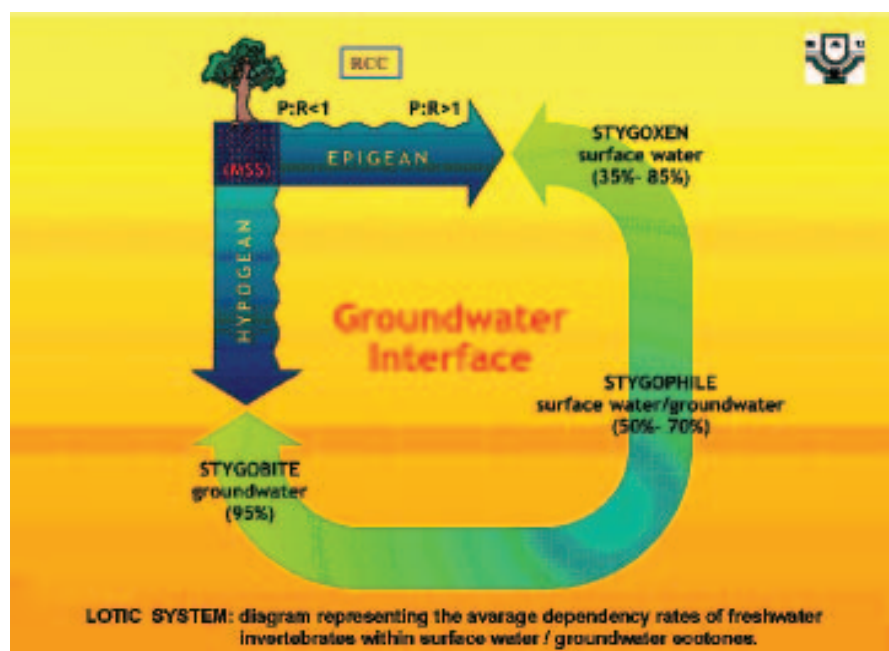 RCC
P:R<1
P:R>1
(MSS)
EPIGEAN
HYPOGEAN
STYGOXEN
surface water
(35%- 85%)
Groundwater
Interface
STYGOPHILE
surface water/groundwater
(50%- 70%)
STYGOBITE
groundwater
(95%)
LOTIC SYSTEM: diagram representing the avarage dependency rates of freshwater
invertebrates within surface water / groundwater ecotones.